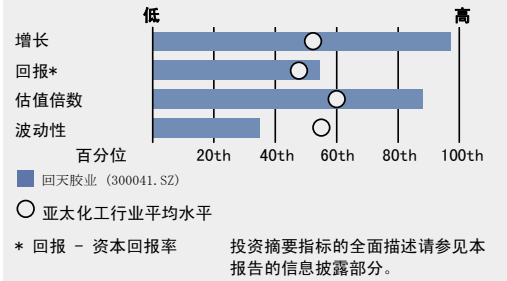 低 高
增长
回报*
估值倍数
波动性
百分位 20th 40th 60th 80th 100th
回天胶业 (300041.SZ)
亚太化工行业平均水平
* 回报 - 资本回报率 投资摘要指标的全面描述请参见本
报告的信息披露部分。